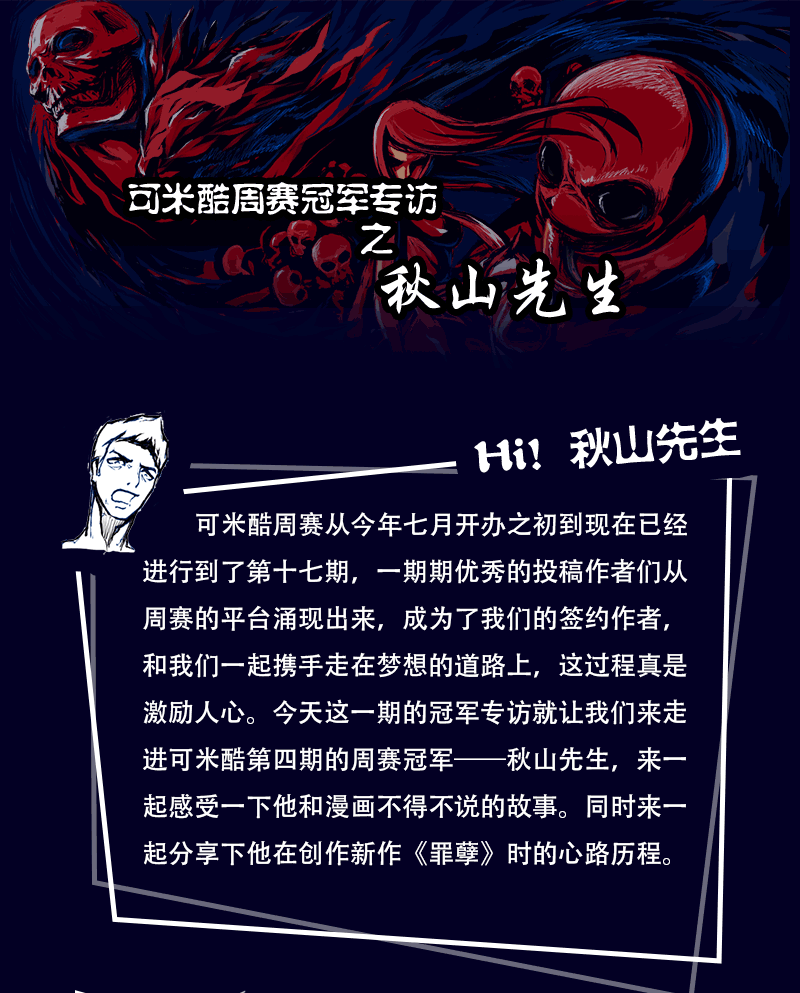 可米酷周赛冠军专访
之
秋山先生
Hi! 秋山先生
可米酷周赛从今年七月开办之初到现在已经
进行到了第十七期，一期期优秀的投稿作者们从
周赛的平台涌现出来，成为了我们的签约作者，
和我们一起携手走在梦想的道路上，这过程真是
激励人心。今天这一期的冠军专访就让我们来走
进可米酷第四期的周赛冠军——秋山先生，来一
起感受一下他和漫画不得不说的故事。同时来一
起分享下他在创作新作《罪孽》时的心路历程。